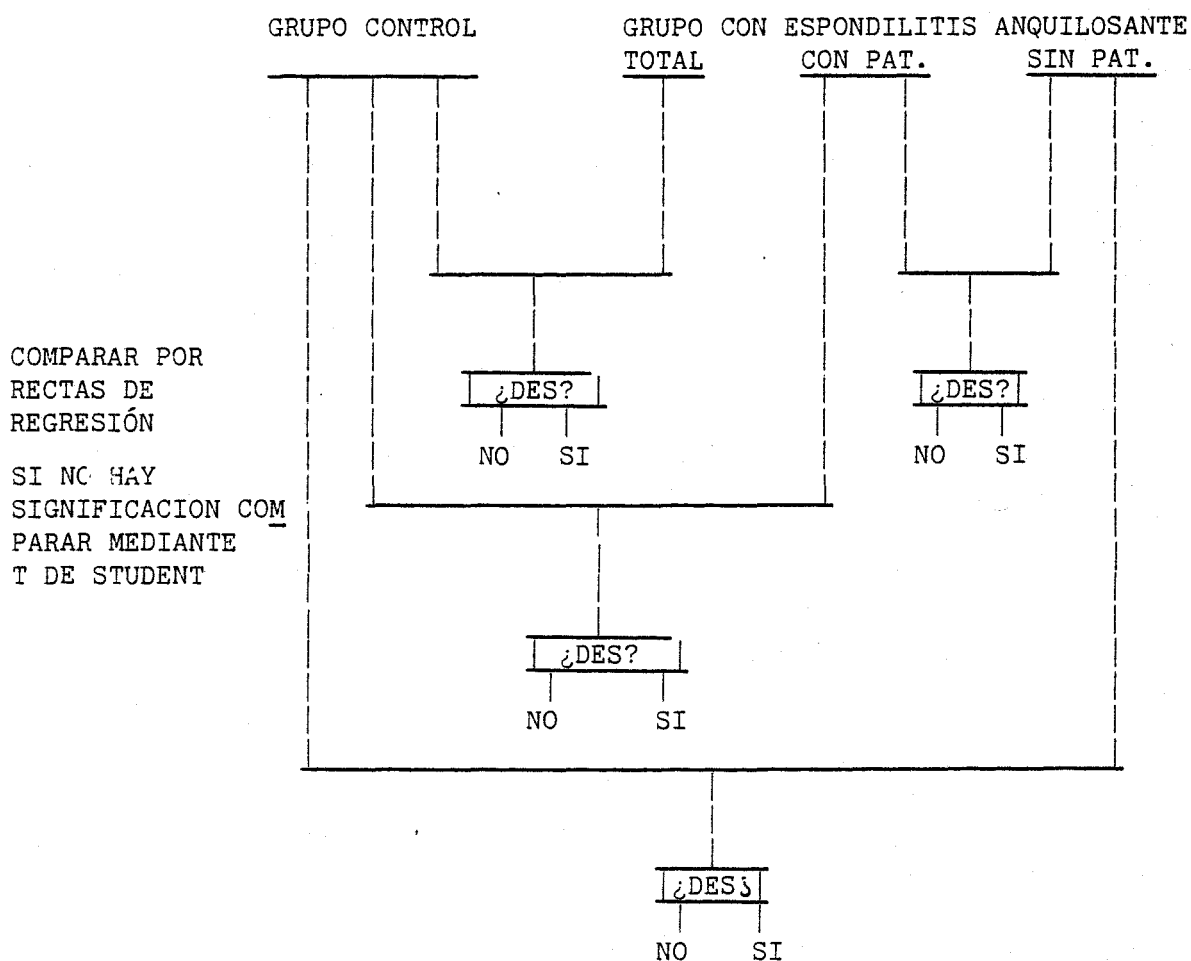 GRUPO CONTROL GRUPO CON ESPONDILITIS ANQUILOSANTE
TOTAL CON PAT. SIN PAT.
COMPARAR POR
RECTAS DE
REGRESIÓN
¿DES? ¿DES?
NO SI NO SI
SI NO HAY
SIGNIFICACION COM
PARAR MEDIANTE
T DE STUDENT
¿DES?
NO SI
¿DES¿
NO SI